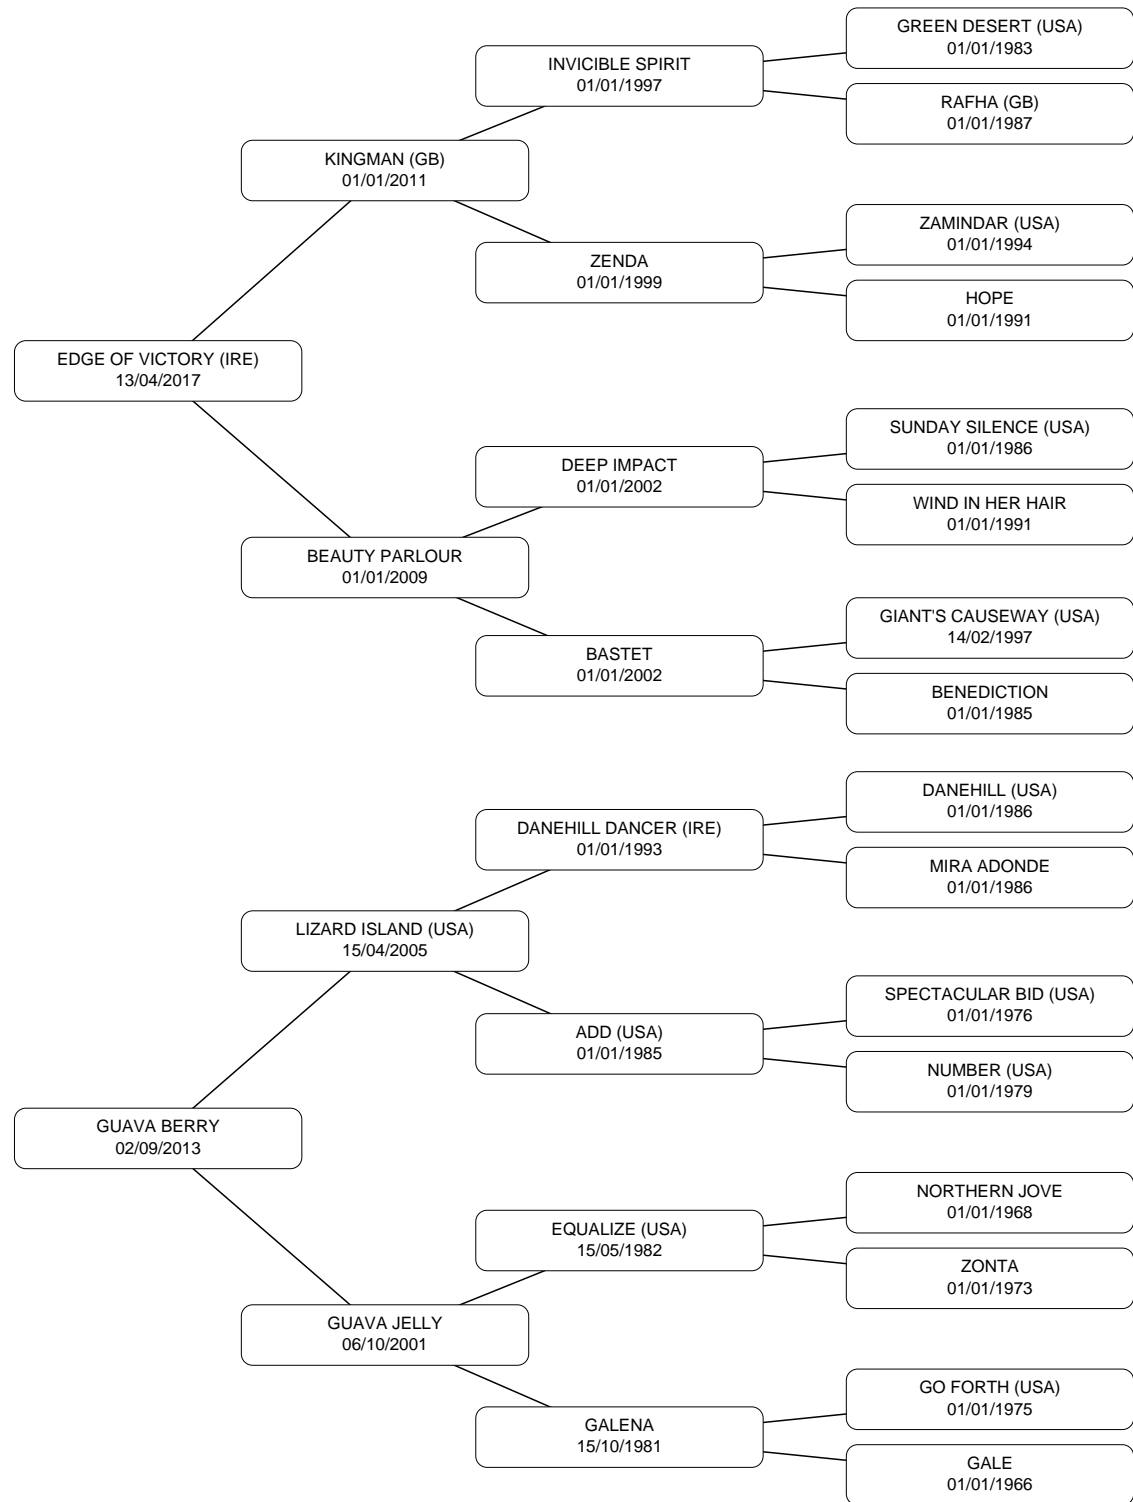 GREEN DESERT (USA)
01/01/1983
INVICIBLE SPIRIT
01/01/1997
RAFHA (GB)
01/01/1987
KINGMAN (GB)
01/01/2011
ZAMINDAR (USA)
01/01/1994
ZENDA
01/01/1999
HOPE
01/01/1991
EDGE OF VICTORY (IRE)
13/04/2017
SUNDAY SILENCE (USA)
01/01/1986
DEEP IMPACT
01/01/2002
WIND IN HER HAIR
01/01/1991
BEAUTY PARLOUR
01/01/2009
GIANT'S CAUSEWAY (USA)
14/02/1997
BASTET
01/01/2002
BENEDICTION
01/01/1985
DANEHILL (USA)
01/01/1986
DANEHILL DANCER (IRE)
01/01/1993
MIRA ADONDE
01/01/1986
LIZARD ISLAND (USA)
15/04/2005
SPECTACULAR BID (USA)
01/01/1976
ADD (USA)
01/01/1985
NUMBER (USA)
01/01/1979
GUAVA BERRY
02/09/2013
NORTHERN JOVE
01/01/1968
EQUALIZE (USA)
15/05/1982
ZONTA
01/01/1973
GUAVA JELLY
06/10/2001
GO FORTH (USA)
01/01/1975
GALENA
15/10/1981
GALE
01/01/1966